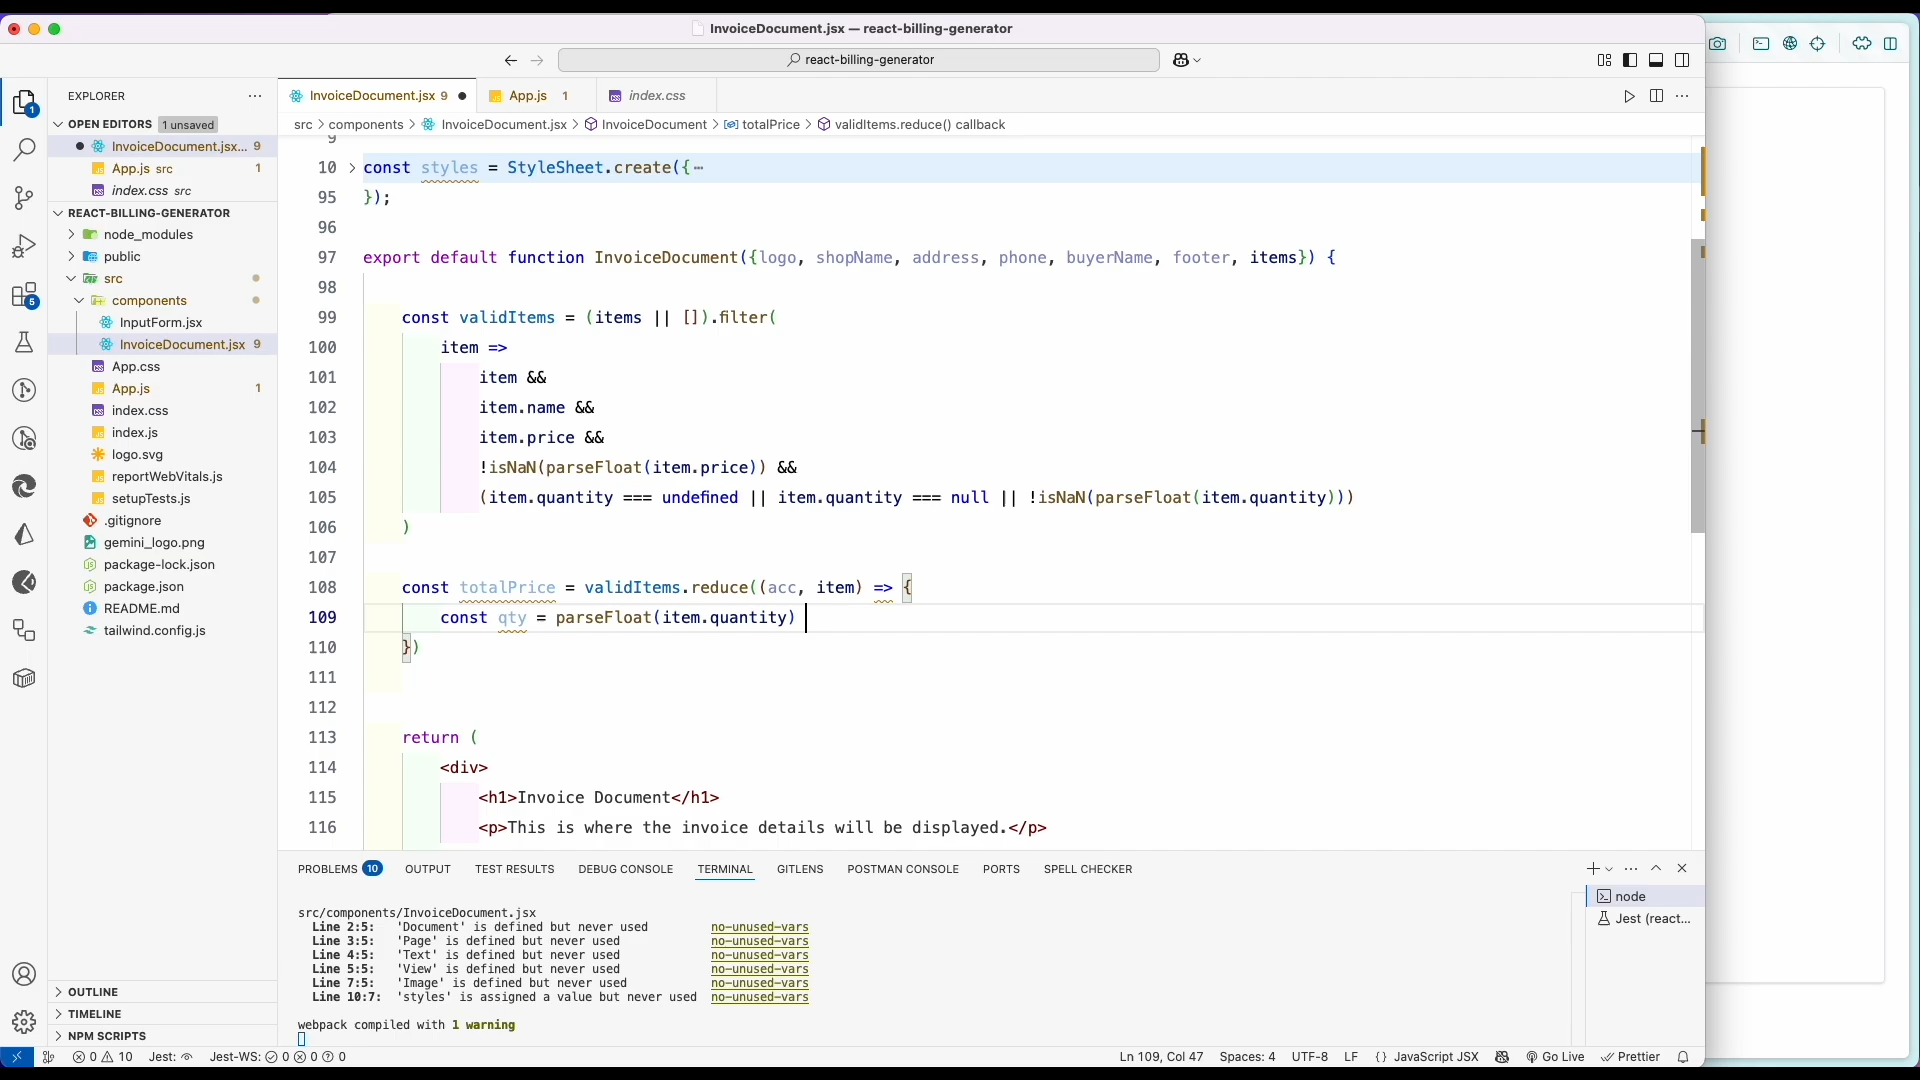 InvoiceDocument.jsx — react-billing-generator
react-billing-generator
EXPLORER
OPEN EDITORS 1 unsaved
InvoiceDocument.jsx... 9
App.js src 1
index.css src
REACT-BILLING-GENERATOR
node_modules
public
src
components
InputForm.jsx
InvoiceDocument.jsx 9
App.css
App.js 1
index.css
index.js
logo.svg
reportWebVitals.js
setupTests.js
.gitignore
gemini_logo.png
package-lock.json
package.json
README.md
tailwind.config.js
OUTLINE
TIMELINE
NPM SCRIPTS
1
5
InvoiceDocument.jsx 9 App.js 1 index.css
src > components > InvoiceDocument.jsx > InvoiceDocument > totalPrice > validItems.reduce() callback
9
10 const styles = StyleSheet.create({…
95 });
96
97 export default function InvoiceDocument({logo, shopName, address, phone, buyerName, footer, items}) {
98
99 const validItems = (items || []).filter(
100 item =>
101 item &&
102 item.name &&
103 item.price &&
104 !isNaN(parseFloat(item.price)) &&
105 (item.quantity === undefined || item.quantity === null || !isNaN(parseFloat(item.quantity)))
106 )
107
108 const totalPrice = validItems.reduce((acc, item) => {
109 const qty = parseFloat(item.quantity)
110 })
111
112
113 return (
114 <div>
115 <h1>Invoice Document</h1>
116 <p>This is where the invoice details will be displayed.</p>
PROBLEMS 10 OUTPUT TEST RESULTS DEBUG CONSOLE TERMINAL GITLENS POSTMAN CONSOLE PORTS SPELL CHECKER
src/components/InvoiceDocument.jsx
Line 2:5: 'Document' is defined but never used no-unused-vars
Line 3:5: 'Page' is defined but never used no-unused-vars
Line 4:5: 'Text' is defined but never used no-unused-vars
Line 5:5: 'View' is defined but never used no-unused-vars
Line 7:5: 'Image' is defined but never used no-unused-vars
Line 10:7: 'styles' is assigned a value but never used no-unused-vars
webpack compiled with 1 warning
node
Jest (react...
0 10 Jest: Jest-WS: 0 0 0
Ln 109, Col 47 Spaces: 4 UTF-8 LF {} JavaScript JSX Go Live Prettier